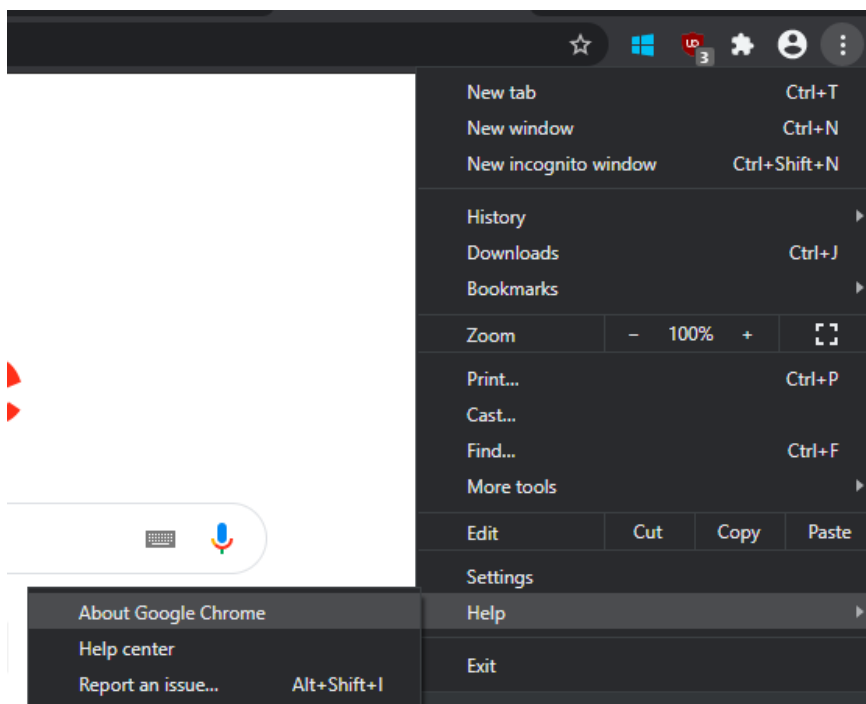 UD
3
New tab Ctrl+T
New window Ctrl+N
New incognito window Ctrl+Shift+N
History
Downloads Ctrl+J
Bookmarks
Zoom − 100% +
Print... Ctrl+P
Cast...
Find... Ctrl+F
More tools
Edit Cut Copy Paste
Settings
About Google Chrome Help
Help center
Exit
Report an issue... Alt+Shift+I